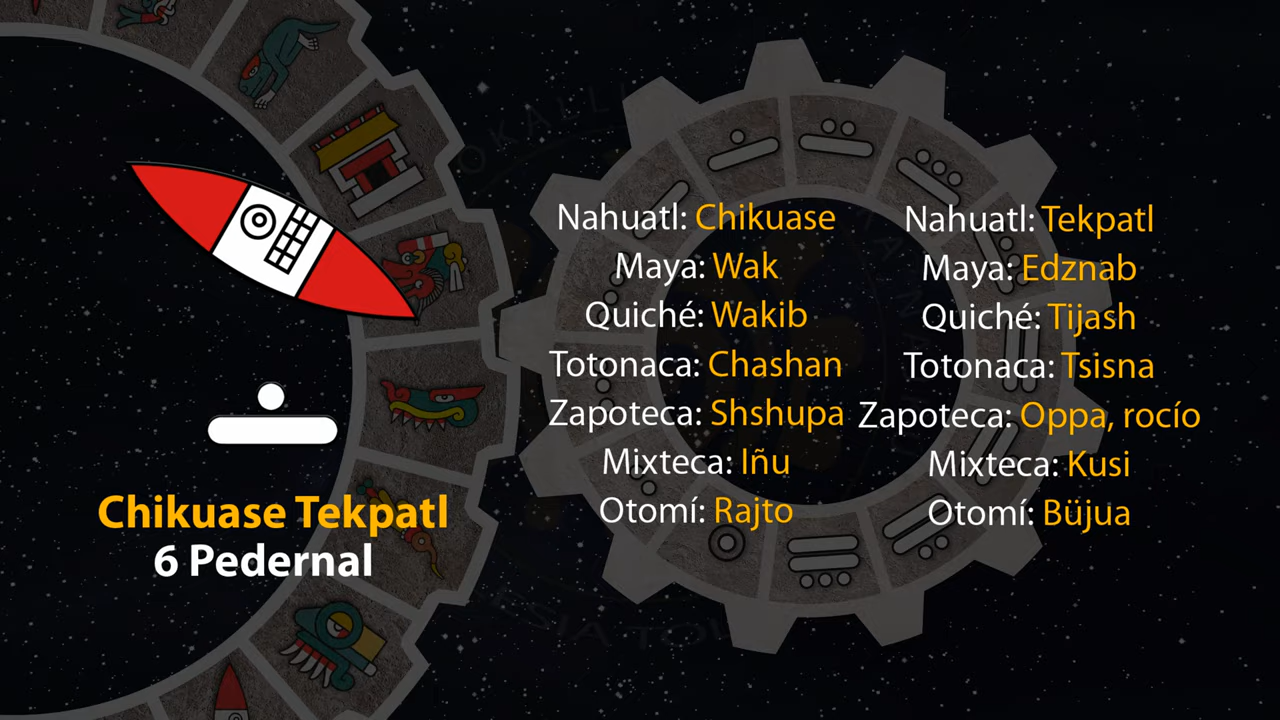 Nahuatl: Chikuase
Maya: Wak
Quiché: Wakib
Totonaca: Chashan
Zapoteca: Shshupa
Mixteca: Iñu
Otomí: Rajto
Nahuatl: Tekpatl
Maya: Edznab
Quiché: Tijash
Totonaca: Tsisna
Zapoteca: Oppa, rocío
Mixteca: Kusi
Otomí: Büjua
Chikuase Tekpatl
6 Pedernal